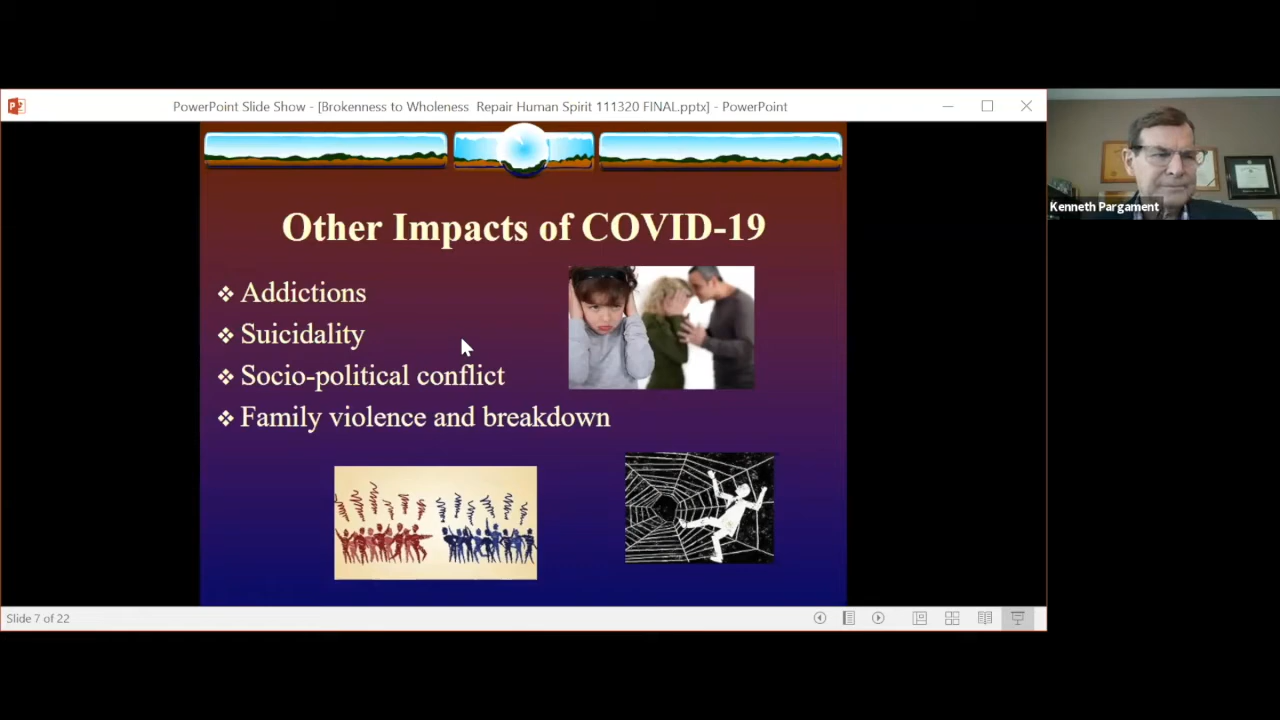 PowerPoint Slide Show - [Brokenness to Wholeness  Repair Human Spirit 111320 FINAL.pptx] - PowerPoint
Other Impacts of COVID-19
❖ Addictions
❖ Suicidality
❖ Socio-political conflict
❖ Family violence and breakdown
Slide 7 of 22
Kenneth Pargament